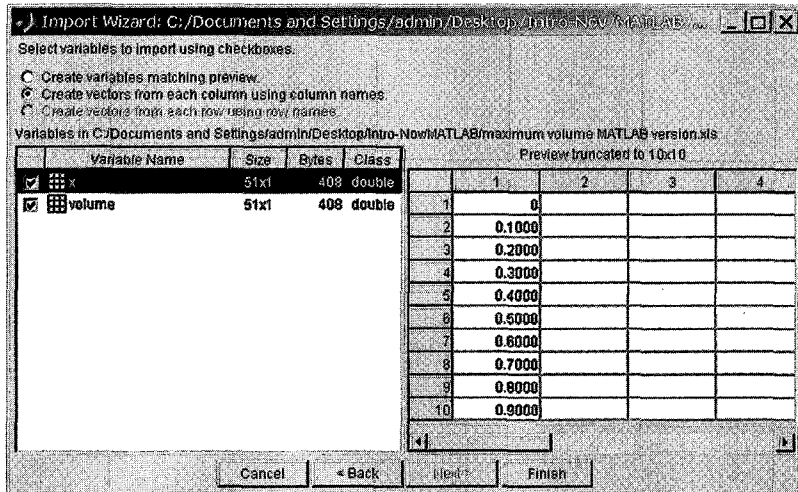 Import Wizard: C:/Documents and Settings/admin/Desktop/Intro-Nov/MATLAB/ ...
Select variables to import using checkboxes.
Create variables matching preview.
Create vectors from each column using column names.
Create vectors from each row using row names.
Variables in C:/Documents and Settings/admin/Desktop/Intro-Nov/MATLAB/maximum volume MATLAB version.xls
Variable Name Size Bytes Class
x 51x1 408 double
volume 51x1 408 double
Preview truncated to 10x10
1 2 3 4
1 0
2 0.1000
3 0.2000
4 0.3000
5 0.4000
6 0.5000
7 0.6000
8 0.7000
9 0.8000
10 0.9000
Cancel < Back Next > Finish